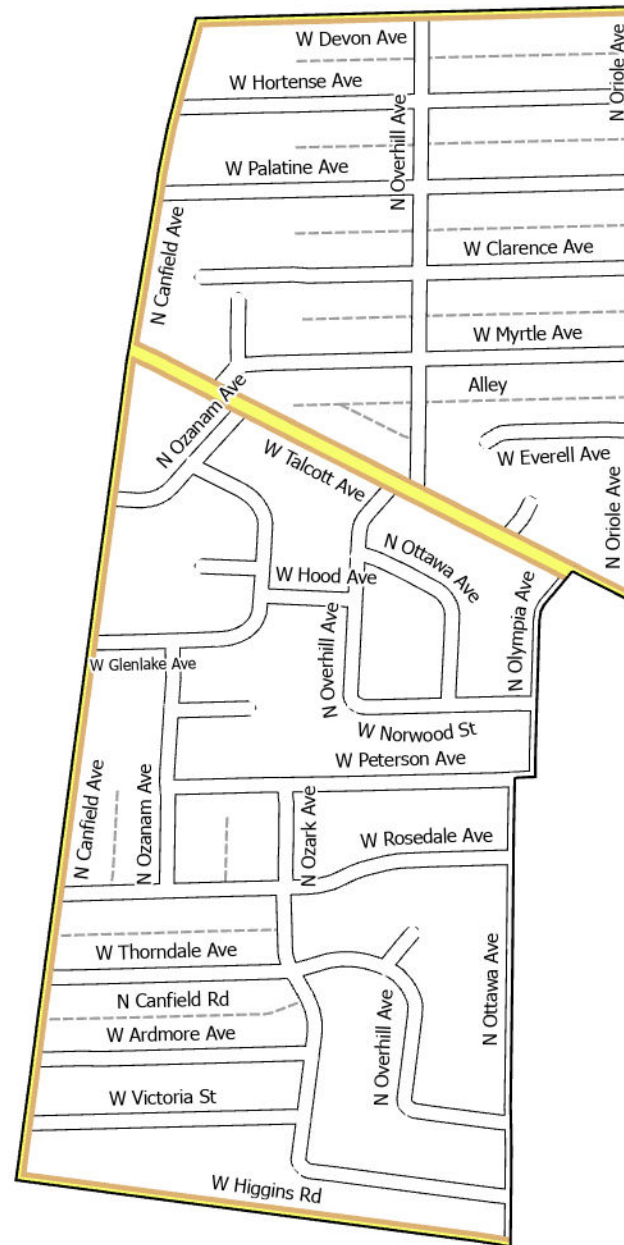 W Devon Ave
N Oriole Ave
W Hortense Ave
N Overhill Ave
W Palatine Ave
N Canfield Ave
W Clarence Ave
W Myrtle Ave
Alley
N Ozanam Ave
W Talcott Ave
W Everell Ave
N Oriole Ave
N Ottawa Ave
W Hood Ave
N Olympia Ave
N Overhill Ave
W Glenlake Ave
W Norwood St
W Peterson Ave
N Canfield Ave
N Ozanam Ave
N Ozark Ave
W Rosedale Ave
W Thorndale Ave
N Ottawa Ave
N Canfield Rd
N Overhill Ave
W Ardmore Ave
W Victoria St
W Higgins Rd